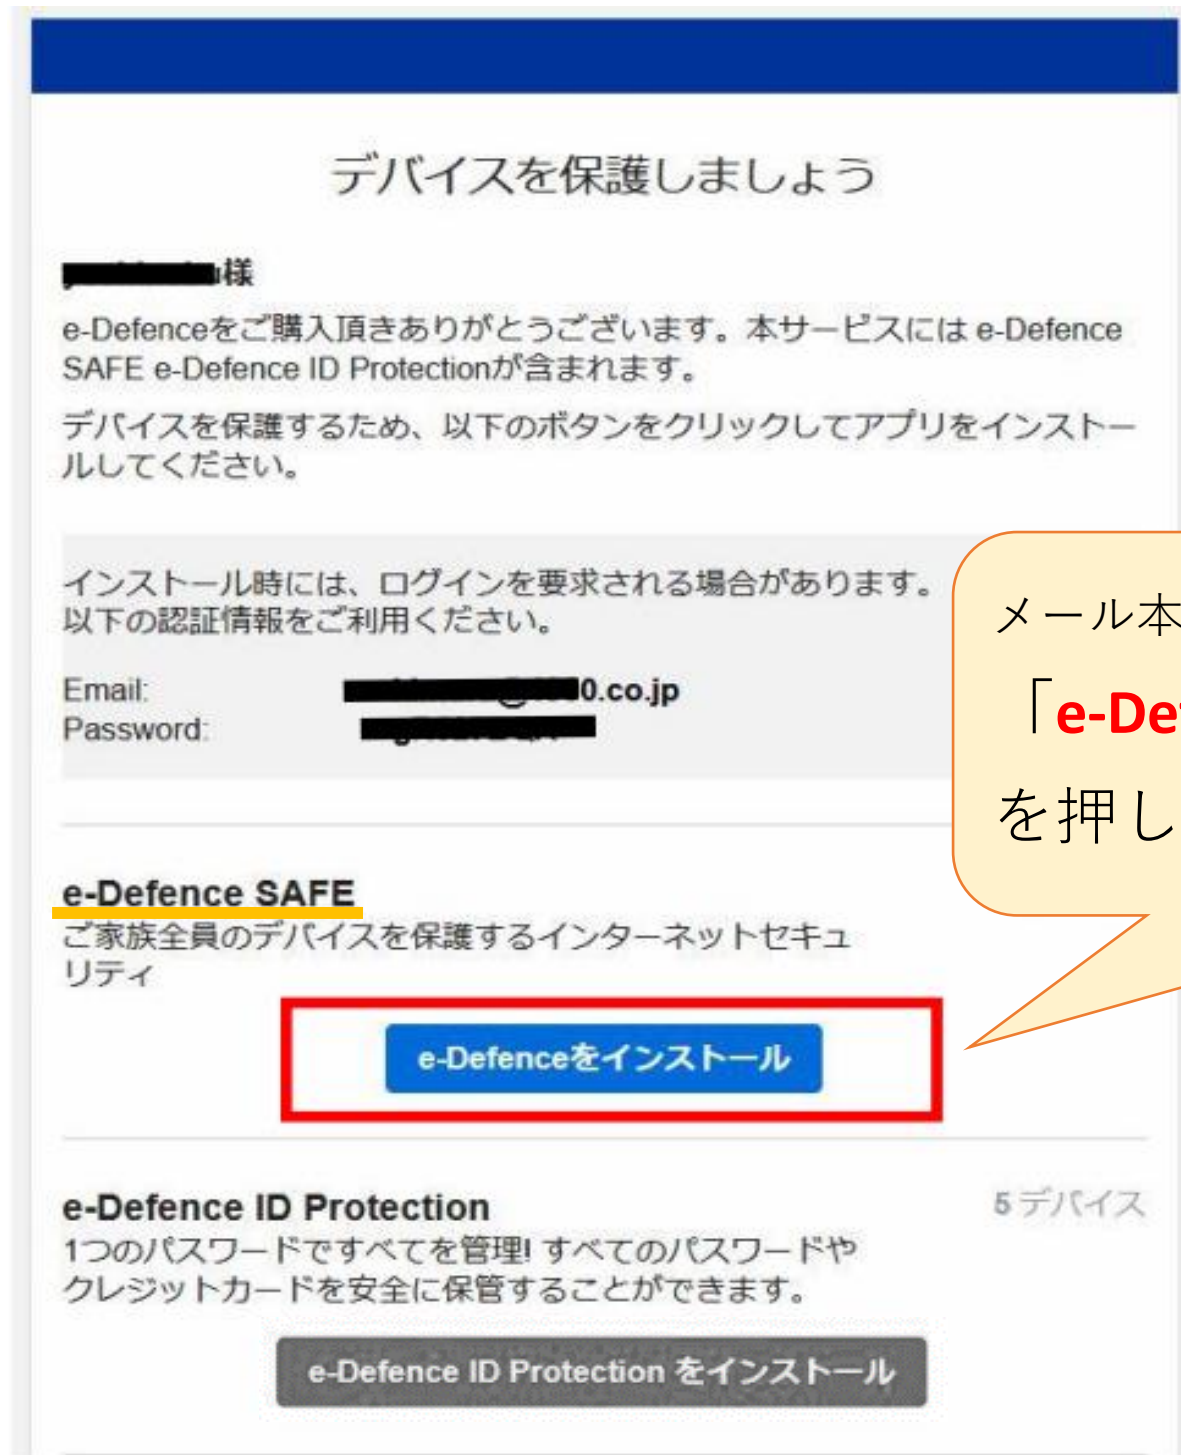 デバイスを保護しましょう
様
e-Defenceをご購入頂きありがとうございます。本サービスには e-Defence
SAFE e-Defence ID Protectionが含まれます。
デバイスを保護するため、以下のボタンをクリックしてアプリをインストー
ルしてください。
インストール時には、ログインを要求される場合があります。
以下の認証情報をご利用ください。
Email: 0.co.jp
Password:
メール本
「e-De
を押し
e-Defence SAFE
ご家族全員のデバイスを保護するインターネットセキュ
リティ
e-Defenceをインストール
e-Defence ID Protection
5 デバイス
1つのパスワードですべてを管理! すべてのパスワードや
クレジットカードを安全に保管することができます。
e-Defence ID Protection をインストール